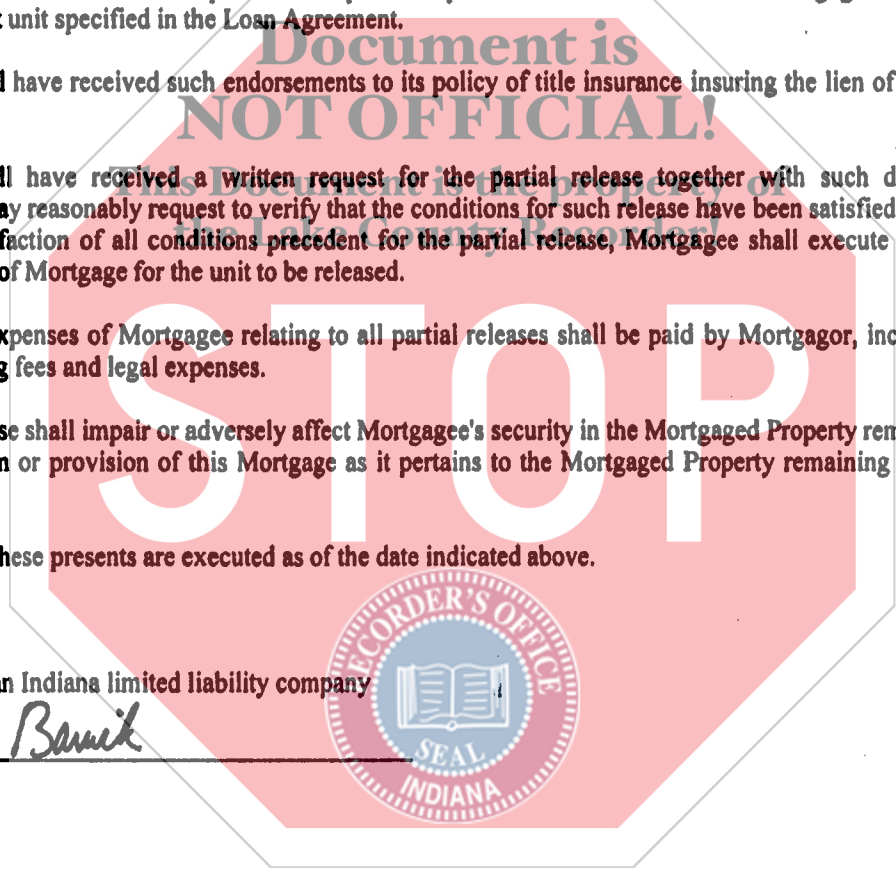 unit specified in the Loan Agreement.
Document is
have received such endorsements to its policy of title insurance insuring the lien of
NOT OFFICIAL!
have received a written request for the partial release together with such
This Document is the property of
reasonably request to verify that the conditions for such release have been satisfied
the Lake County Recorder!
faction of all conditions precedent for the partial release, Mortgagee shall execute
of Mortgage for the unit to be released.
xpenses of Mortgagee relating to all partial releases shall be paid by Mortgagor, inc
g fees and legal expenses.
STOP
se shall impair or adversely affect Mortgagee's security in the Mortgaged Property rem
n or provision of this Mortgage as it pertains to the Mortgaged Property remaining
hese presents are executed as of the date indicated above.
RECORDER'S OFFICE
n Indiana limited liability company
SEAL
INDIANA